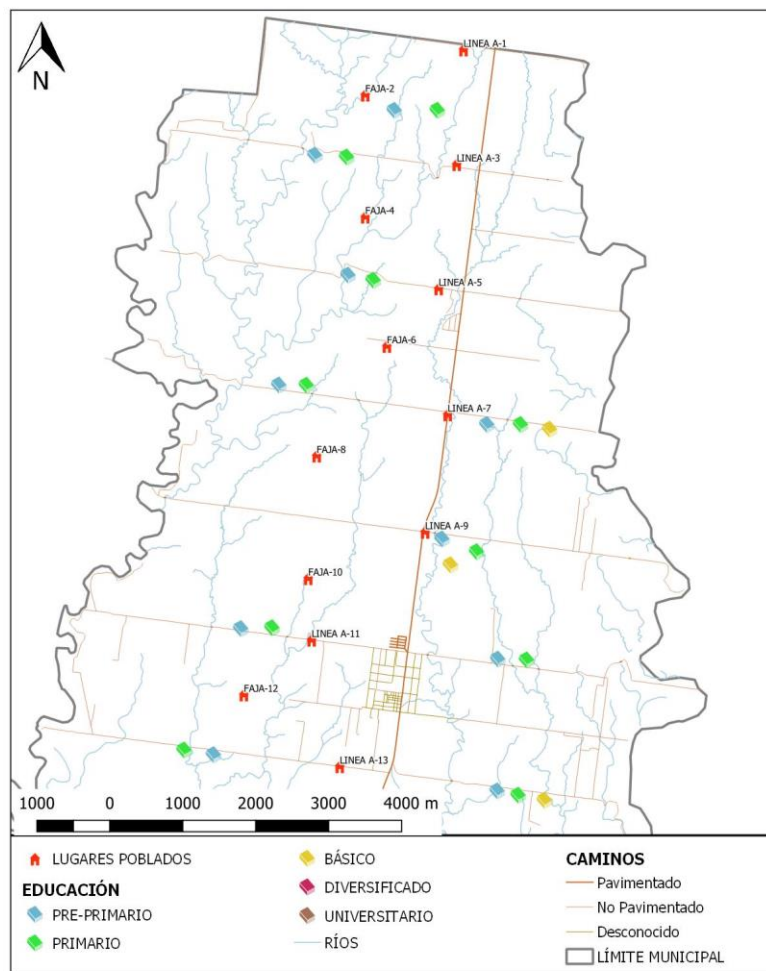 N
LINEA A-1
FAJA-2
LINEA A-3
FAJA-4
LINEA A-5
FAJA-6
LINEA A-7
FAJA-8
LINEA A-9
FAJA-10
LINEA A-11
FAJA-12
LINEA A-13
1000 0 1000 2000 3000 4000 m
LUGARES POBLADOS
EDUCACIÓN
PRE-PRIMARIO
PRIMARIO
BÁSICO
DIVERSIFICADO
UNIVERSITARIO
RÍOS
CAMINOS
Pavimentado
No Pavimentado
Desconocido
LÍMITE MUNICIPAL